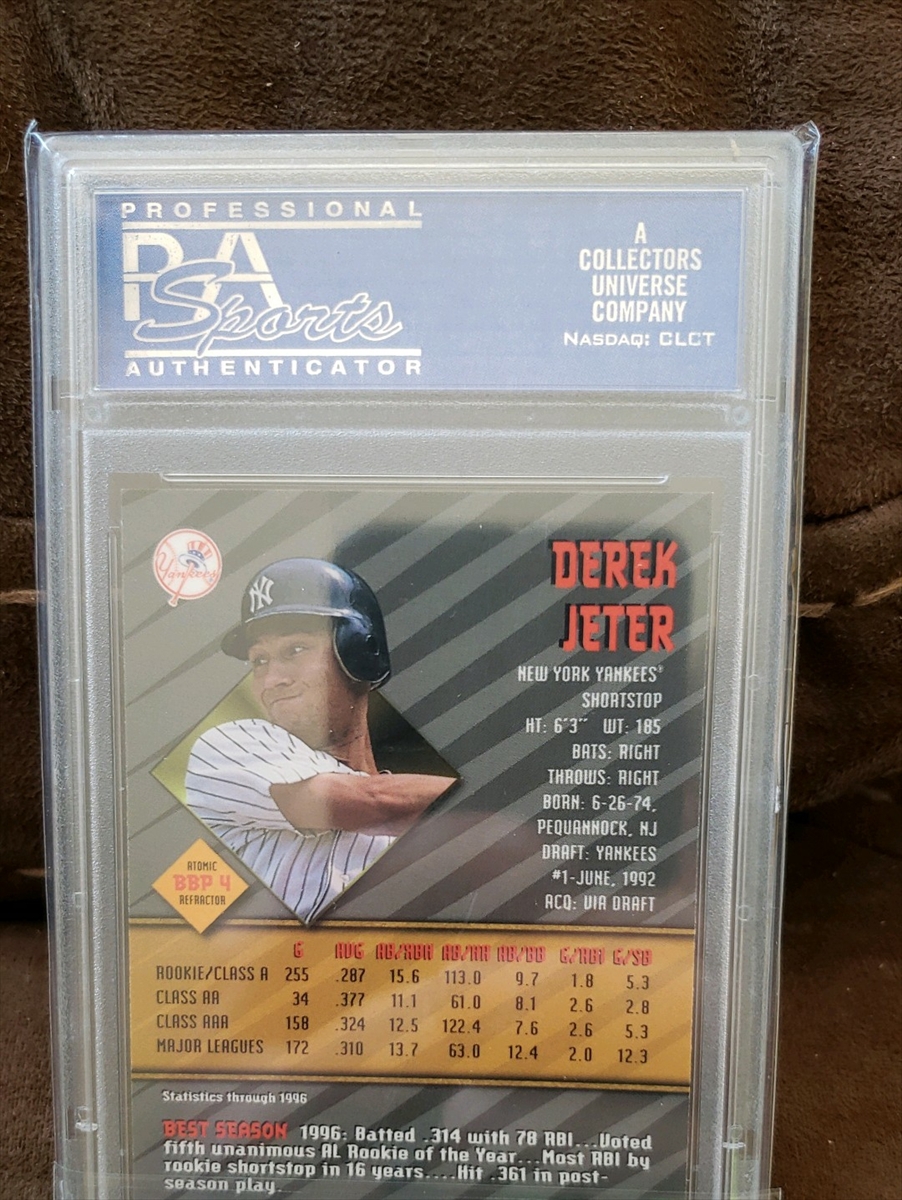 PROFESSIONAL
PSA
Sports
AUTHENTICATOR
A
COLLECTORS
UNIVERSE
COMPANY
NASDAQ: CLCT
Yankees
NY
DEREK
JETER
NEW YORK YANKEES®
SHORTSTOP
HT: 6'3" WT: 185
BATS: RIGHT
THROWS: RIGHT
BORN: 6-26-74,
PEQUANNOCK, NJ
DRAFT: YANKEES
#1-JUNE, 1992
ACQ: VIA DRAFT
ATOMIC
BBP 4
REFRACTOR
G AVG AB/XBH AB/HR AB/BB G/RBI G/SB
ROOKIE/CLASS A 255 .287 15.6 113.0 9.7 1.8 5.3
CLASS AA 34 .377 11.1 61.0 8.1 2.6 2.8
CLASS AAA 158 .324 12.5 122.4 7.6 2.6 5.3
MAJOR LEAGUES 172 .310 13.7 63.0 12.4 2.0 12.3
Statistics through 1996
BEST SEASON 1996: Batted .314 with 78 RBI...Voted
fifth unanimous AL Rookie of the Year...Most RBI by
rookie shortstop in 16 years....Hit .361 in post-
season play.